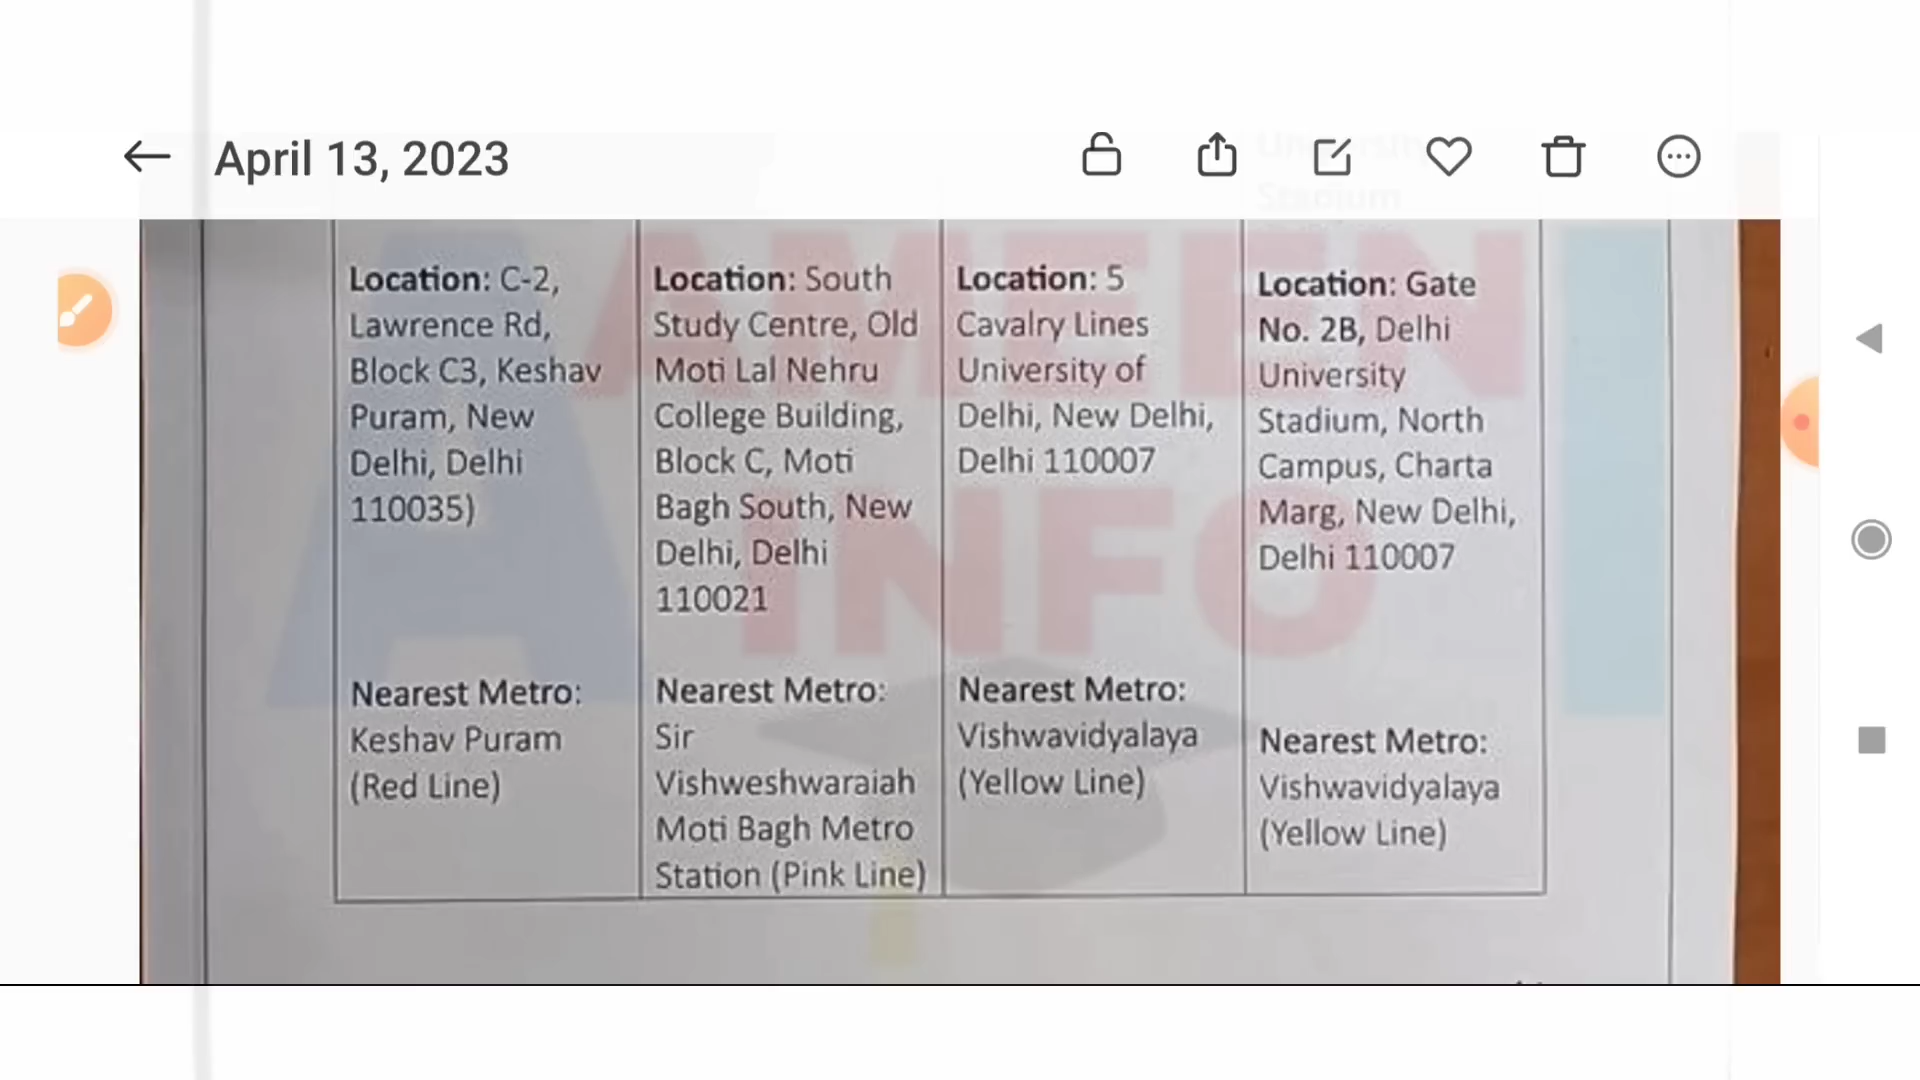 April 13, 2023
University
Stadium
AMEEN
INFO
Location: C-2,
Lawrence Rd,
Block C3, Keshav
Puram, New
Delhi, Delhi
110035)
Nearest Metro:
Keshav Puram
(Red Line)
Location: South
Study Centre, Old
Moti Lal Nehru
College Building,
Block C, Moti
Bagh South, New
Delhi, Delhi
110021
Nearest Metro:
Sir
Vishweshwaraiah
Moti Bagh Metro
Station (Pink Line)
Location: 5
Cavalry Lines
University of
Delhi, New Delhi,
Delhi 110007
Nearest Metro:
Vishwavidyalaya
(Yellow Line)
Location: Gate
No. 2B, Delhi
University
Stadium, North
Campus, Charta
Marg, New Delhi,
Delhi 110007
Nearest Metro:
Vishwavidyalaya
(Yellow Line)